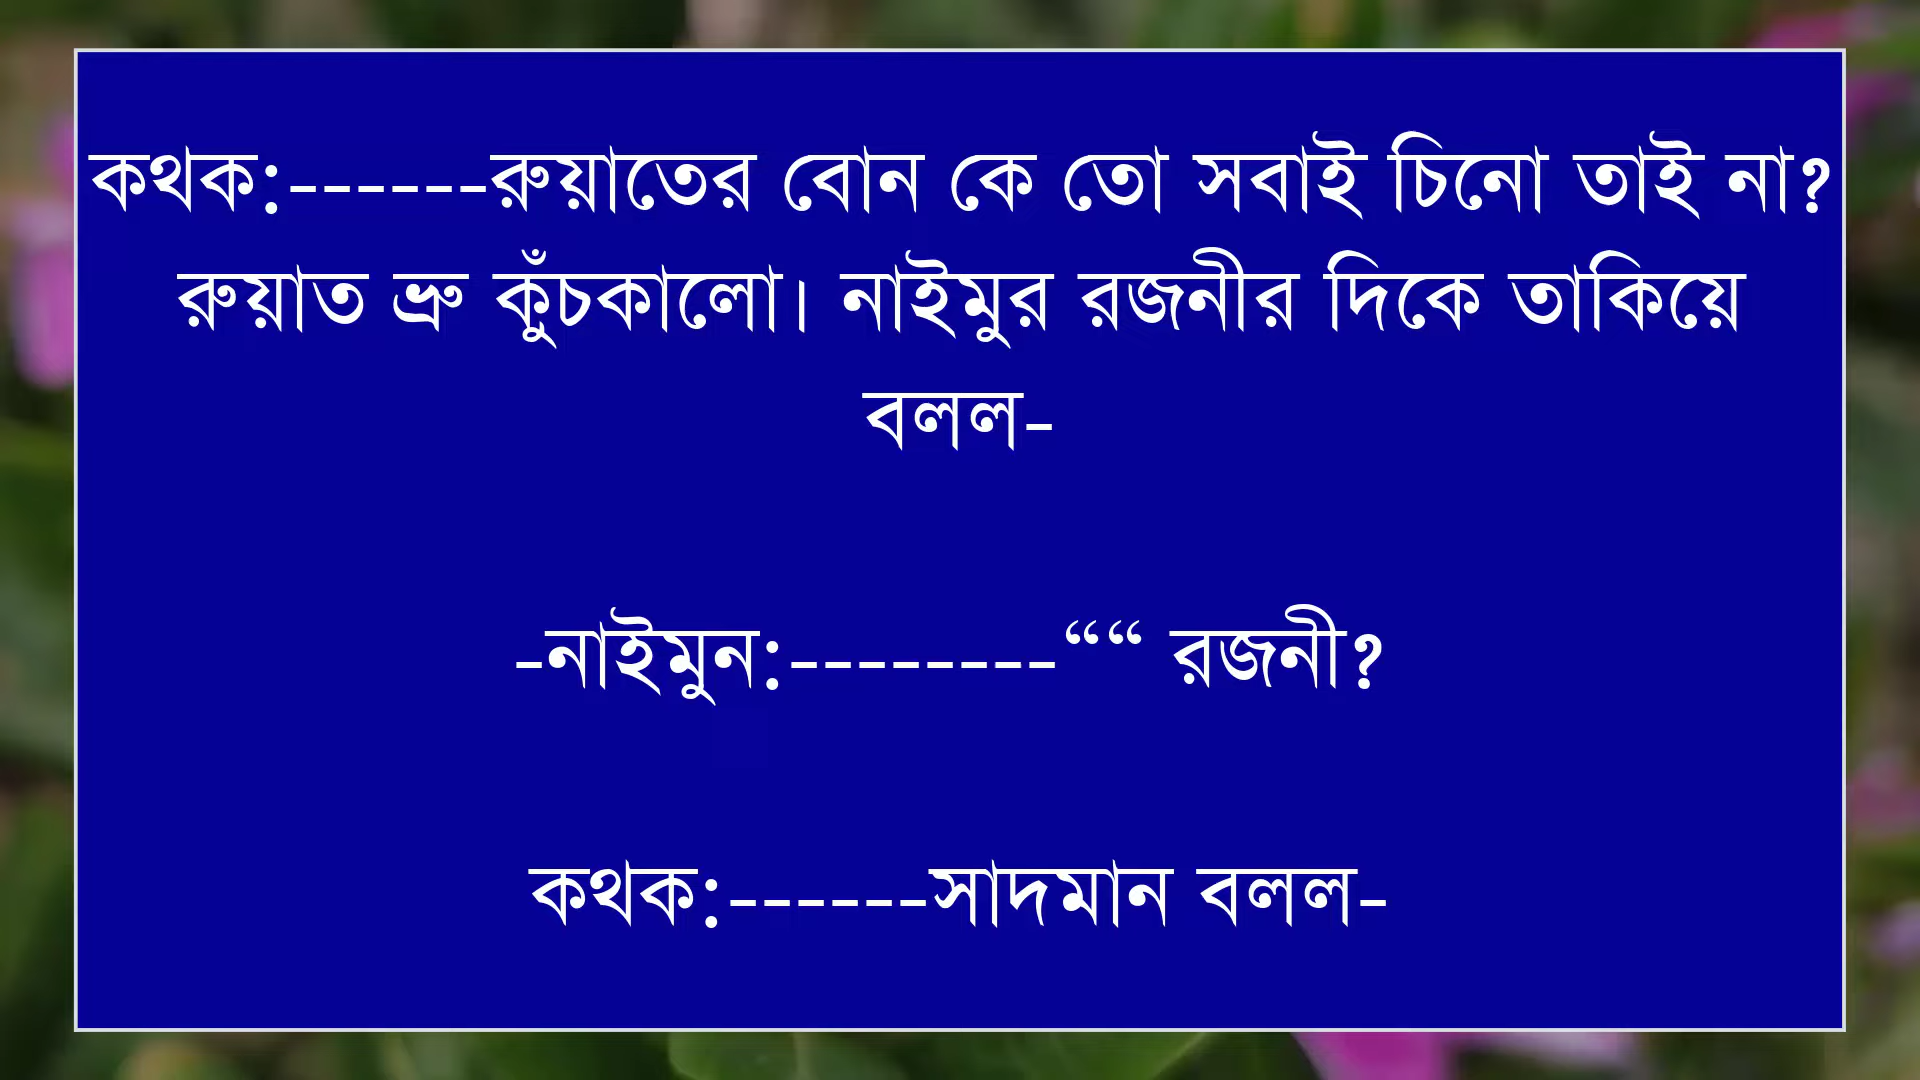 কথক:------রুয়াতের বোন কে তো সবাই চিনো তাই না?
রুয়াত ভ্রু কুঁচকালো। নাইমুর রজনীর দিকে তাকিয়ে
বলল-
-নাইমুন:--------““ রজনী?
কথক:------সাদমান বলল-